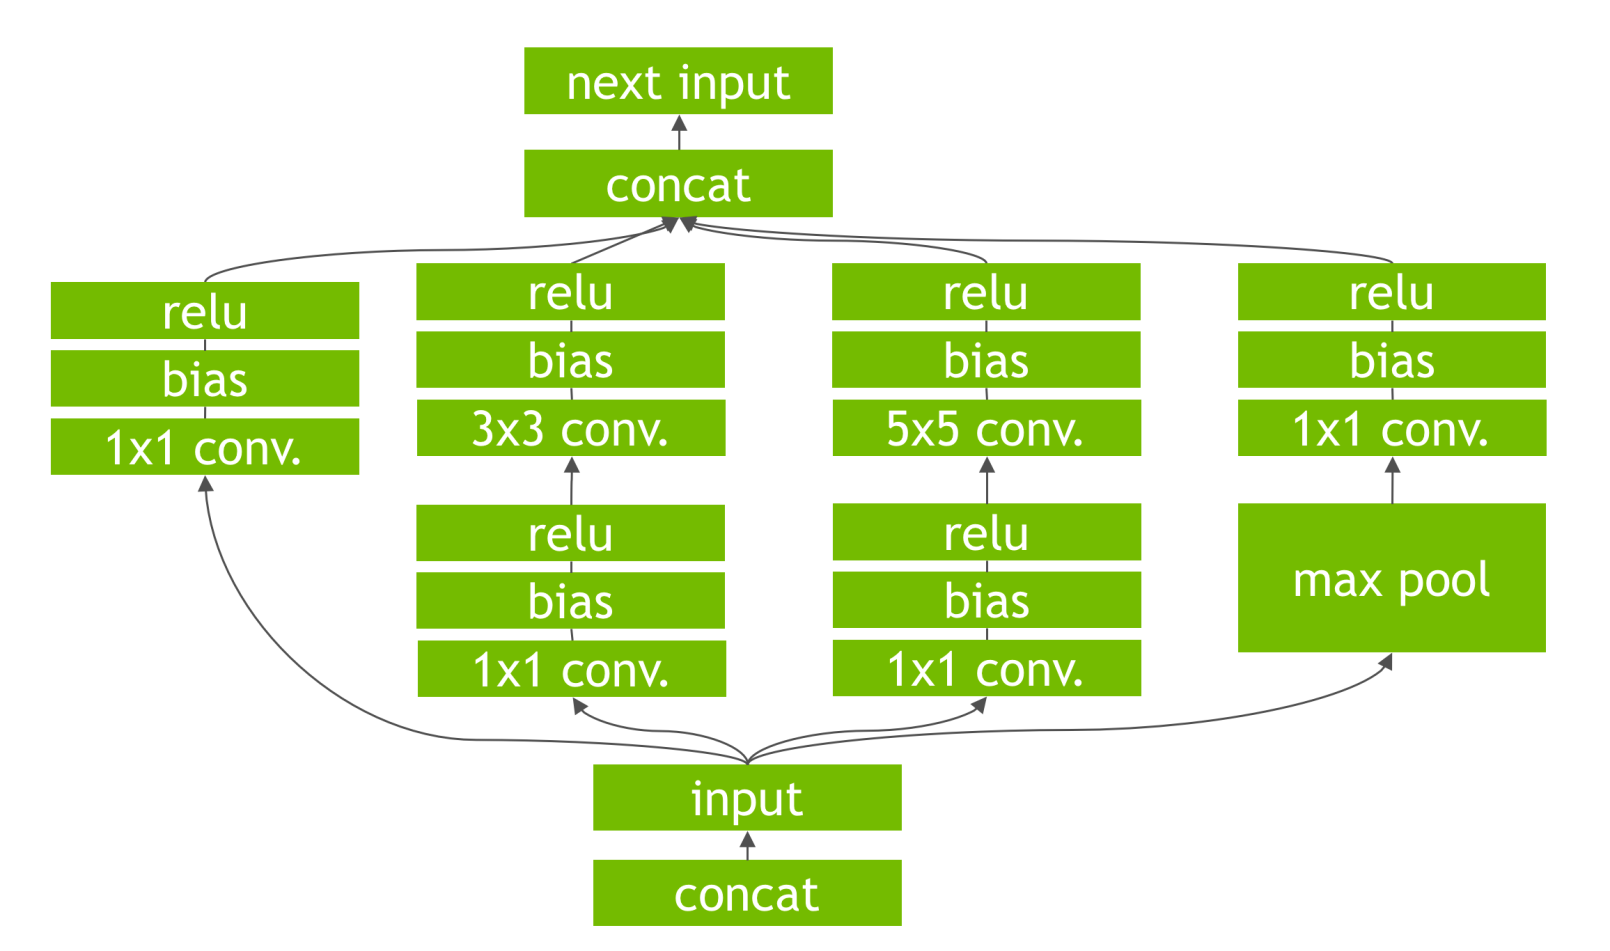 next input
concat
relu
bias
1x1 conv.
relu
bias
3x3 conv.
relu
bias
1x1 conv.
relu
bias
5x5 conv.
relu
bias
1x1 conv.
relu
bias
1x1 conv.
max pool
input
concat